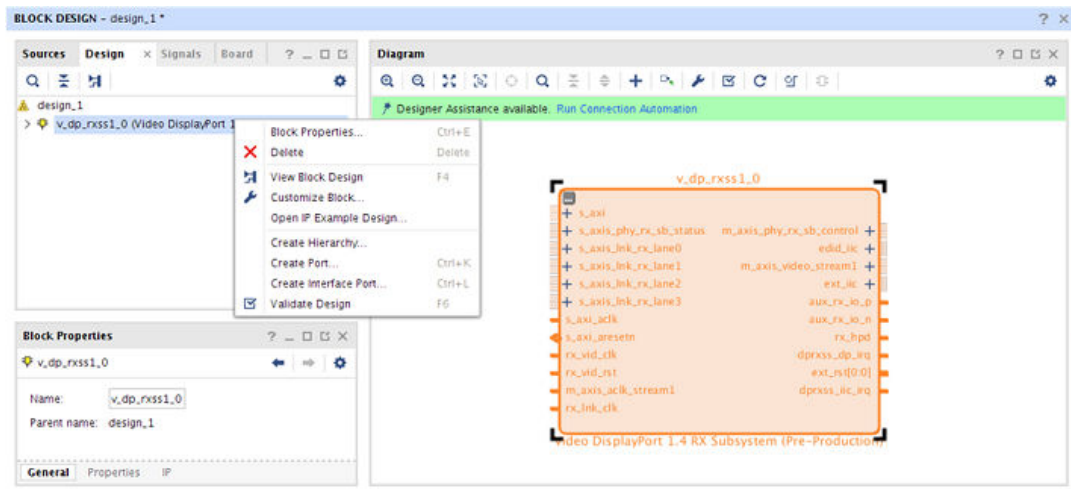 BLOCK DESIGN - design_1 *
Sources Design Signals Board
design_1
v_dp_rxss1_0 (Video DisplayPort 1
Block Properties... Ctrl+E
Delete Delete
View Block Design F4
Customize Block...
Open IP Example Design...
Create Hierarchy...
Create Port... Ctrl+K
Create Interface Port... Ctrl+L
Validate Design F6
Block Properties
v_dp_rxss1_0
Name: v_dp_rxss1_0
Parent name: design_1
General Properties IP
Diagram
Designer Assistance available. Run Connection Automation
v_dp_rxss1_0
s_axi
s_axis_phy_rx_sb_status m_axis_phy_rx_sb_control
s_axis_lnk_rx_lane0 edid_iic
s_axis_lnk_rx_lane1 m_axis_video_stream1
s_axis_lnk_rx_lane2 ext_iic
s_axis_lnk_rx_lane3 aux_rx_io_p
s_axi_aclk aux_rx_io_n
s_axi_aresetn rx_hpd
rx_vid_clk dprxss_dp_irq
rx_vid_rst ext_rst[0:0]
m_axis_aclk_stream1 dprxss_iic_irq
rx_lnk_clk
Video DisplayPort 1.4 RX Subsystem (Pre-Production)